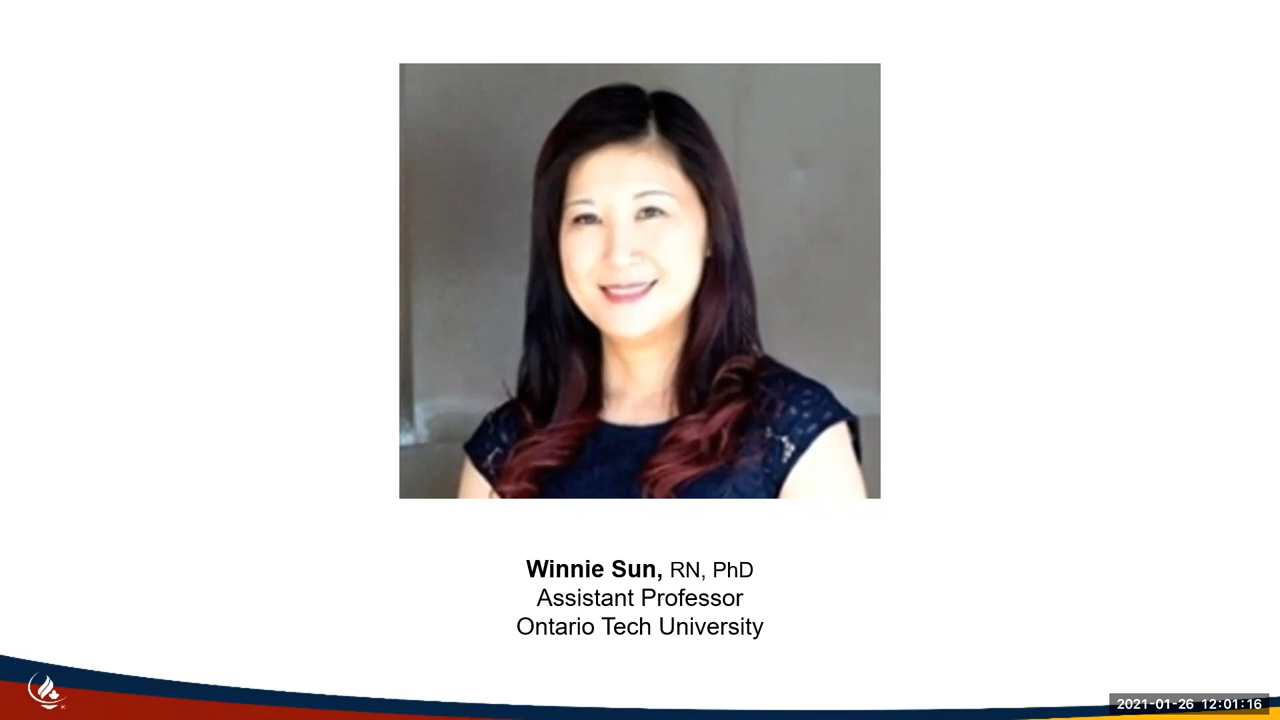 Winnie Sun, RN, PhD
Assistant Professor
Ontario Tech University
2021-01-26 12:01:16